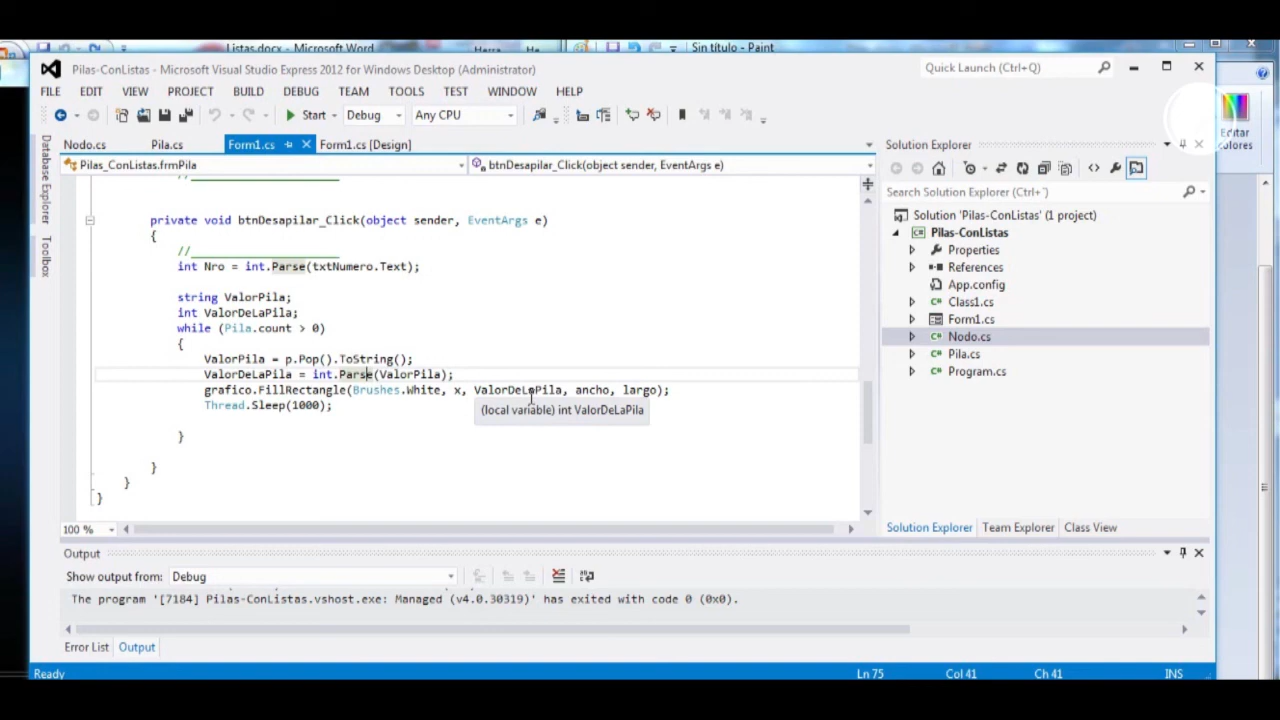 Listas.docx - Microsoft Word
Sin título - Paint
Pilas-ConListas - Microsoft Visual Studio Express 2012 for Windows Desktop (Administrator)
Quick Launch (Ctrl+Q)
FILE EDIT VIEW PROJECT BUILD DEBUG TEAM TOOLS TEST WINDOW HELP
Start Debug Any CPU
Editar
Database Explorer
Toolbox
Nodo.cs Pila.cs Form1.cs Form1.cs [Design]
Pilas_ConListas.frmPila btnDesapilar_Click(object sender, EventArgs e)
//____________________
private void btnDesapilar_Click(object sender, EventArgs e)
{
//____________________
int Nro = int.Parse(txtNumero.Text);
string ValorPila;
int ValorDeLaPila;
while (Pila.count > 0)
{
ValorPila = p.Pop().ToString();
ValorDeLaPila = int.Parse(ValorPila);
grafico.FillRectangle(Brushes.White, x, ValorDeLaPila, ancho, largo);
(local variable) int ValorDeLaPila
Thread.Sleep(1000);
}
}
}
}
100 %
Solution Explorer
Search Solution Explorer (Ctrl+´)
Solution 'Pilas-ConListas' (1 project)
Pilas-ConListas
Properties
References
App.config
Class1.cs
Form1.cs
Nodo.cs
Pila.cs
Program.cs
Solution Explorer Team Explorer Class View
Output
Show output from: Debug
The program '[7184] Pilas-ConListas.vshost.exe: Managed (v4.0.30319)' has exited with code 0 (0x0).
Error List Output
Ready Ln 75 Col 41 Ch 41 INS